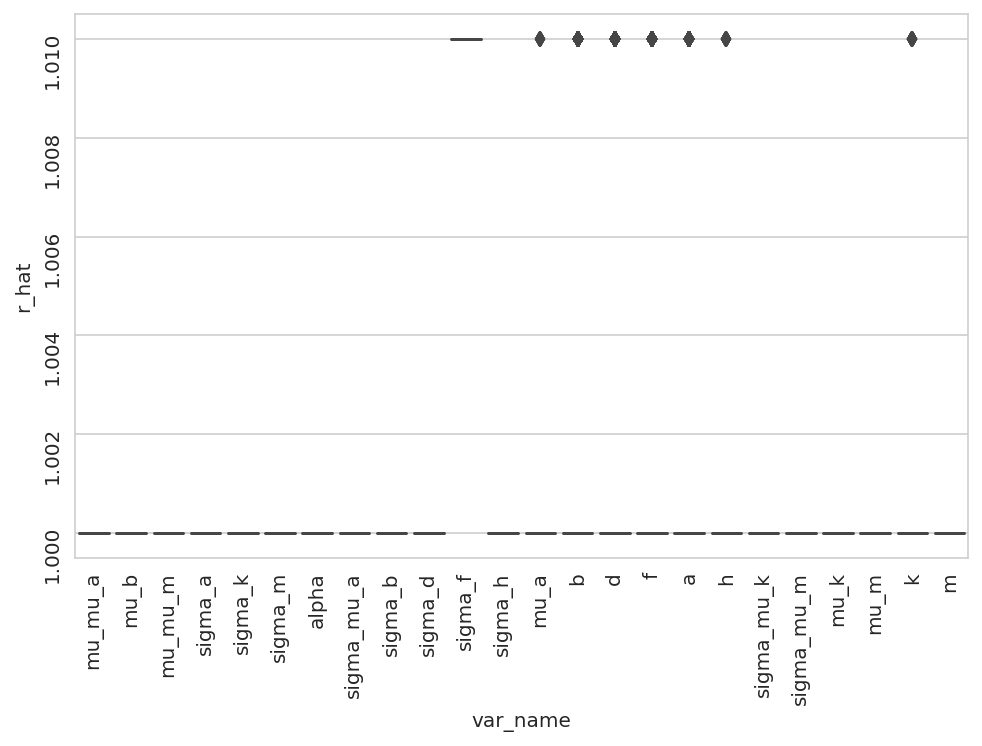 r_hat
1.010
1.008
1.006
1.004
1.002
1.000
mu_mu_a
mu_b
mu_mu_m
sigma_a
sigma_k
sigma_m
alpha
sigma_mu_a
sigma_b
sigma_d
sigma_f
sigma_h
mu_a
b
d
f
a
h
sigma_mu_k
sigma_mu_m
mu_k
mu_m
k
m
var_name